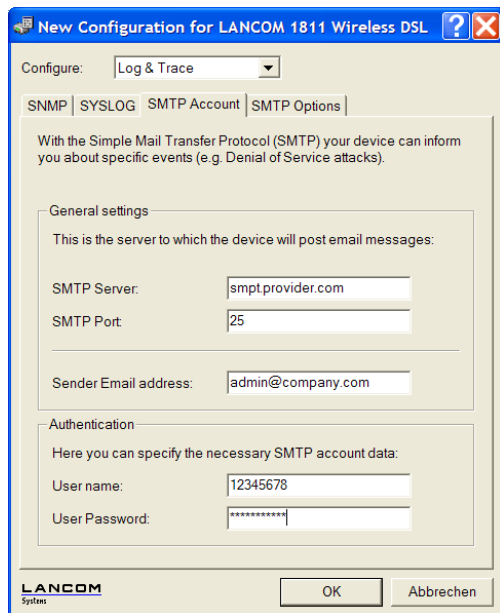 New Configuration for LANCOM 1811 Wireless DSL
Configure: Log & Trace
SNMP SYSLOG SMTP Account SMTP Options
With the Simple Mail Transfer Protocol (SMTP) your device can inform
you about specific events (e.g. Denial of Service attacks).
General settings
This is the server to which the device will post email messages:
SMTP Server: smpt.provider.com
SMTP Port: 25
Sender Email address: admin@company.com
Authentication
Here you can specify the necessary SMTP account data:
User name: 12345678
User Password: ***********
LANCOM
Systems
OK Abbrechen